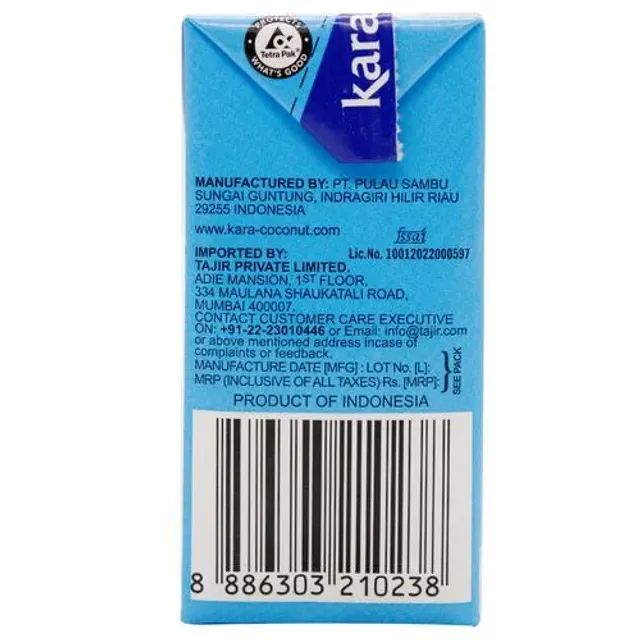 PROTECTS
Tetra Pak®
WHAT'S GOOD
kara
MANUFACTURED BY: PT. PULAU SAMBU
SUNGAI GUNTUNG, INDRAGIRI HILIR RIAU
29255 INDONESIA
www.kara-coconut.com
fssai
IMPORTED BY:
Lic.No. 10012022000597
TAJIR PRIVATE LIMITED.
ADIE MANSION, 1ST FLOOR,
334 MAULANA SHAUKATALI ROAD,
MUMBAI 400007.
CONTACT CUSTOMER CARE EXECUTIVE
ON: +91-22-23010446 or Email: info@tajir.com
or above mentioned address incase of
complaints or feedback.
MANUFACTURE DATE [MFG] : LOT No. [L]:
MRP (INCLUSIVE OF ALL TAXES) Rs. [MRP]:
SEE PACK
PRODUCT OF INDONESIA
8 886303 210238